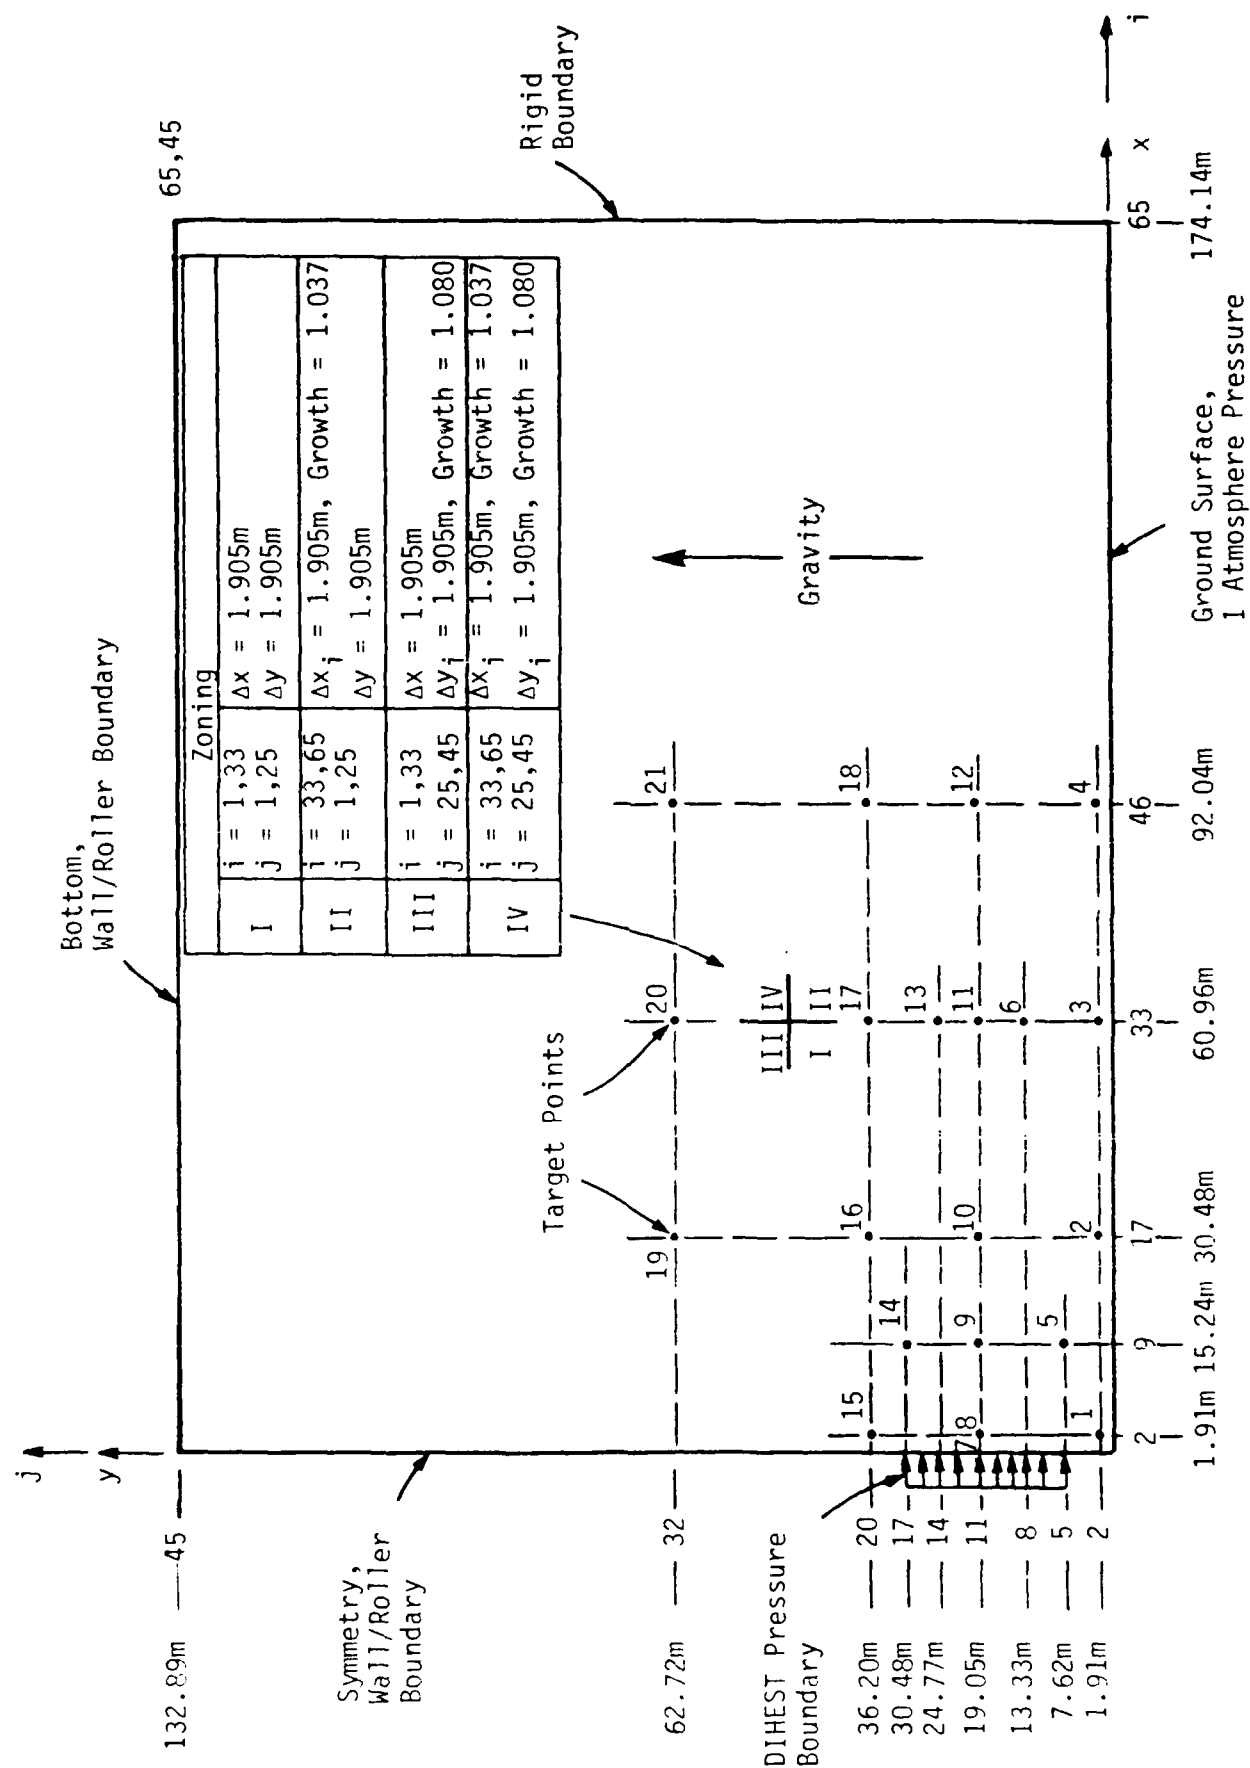 j
y
132.89m
45
Symmetry,
Wall/Roller
Boundary
Bottom,
Wall/Roller Boundary
65,45
Rigid
Boundary
Zoning
I
i = 1,33
j = 1,25
Δx = 1.905m
Δy = 1.905m
II
i = 33,65
j = 1,25
Δxi = 1.905m, Growth = 1.037
Δy = 1.905m
III
i = 1,33
j = 25,45
Δx = 1.905m
Δyi = 1.905m, Growth = 1.080
IV
i = 33,65
j = 25,45
Δxi = 1.905m, Growth = 1.037
Δyi = 1.905m, Growth = 1.080
Target Points
62.72m
32
19
20
21
III IV
I II
Gravity
DIHEST Pressure
Boundary
36.20m
20
15
16
17
18
30.48m
17
14
24.77m
14
13
19.05m
11
7
8
9
10
11
12
13.33m
8
6
7.62m
5
5
1.91m
2
1
2
3
4
2
9
17
33
46
65
x
i
1.91m
15.24m
30.48m
60.96m
92.04m
174.14m
Ground Surface,
1 Atmosphere Pressure